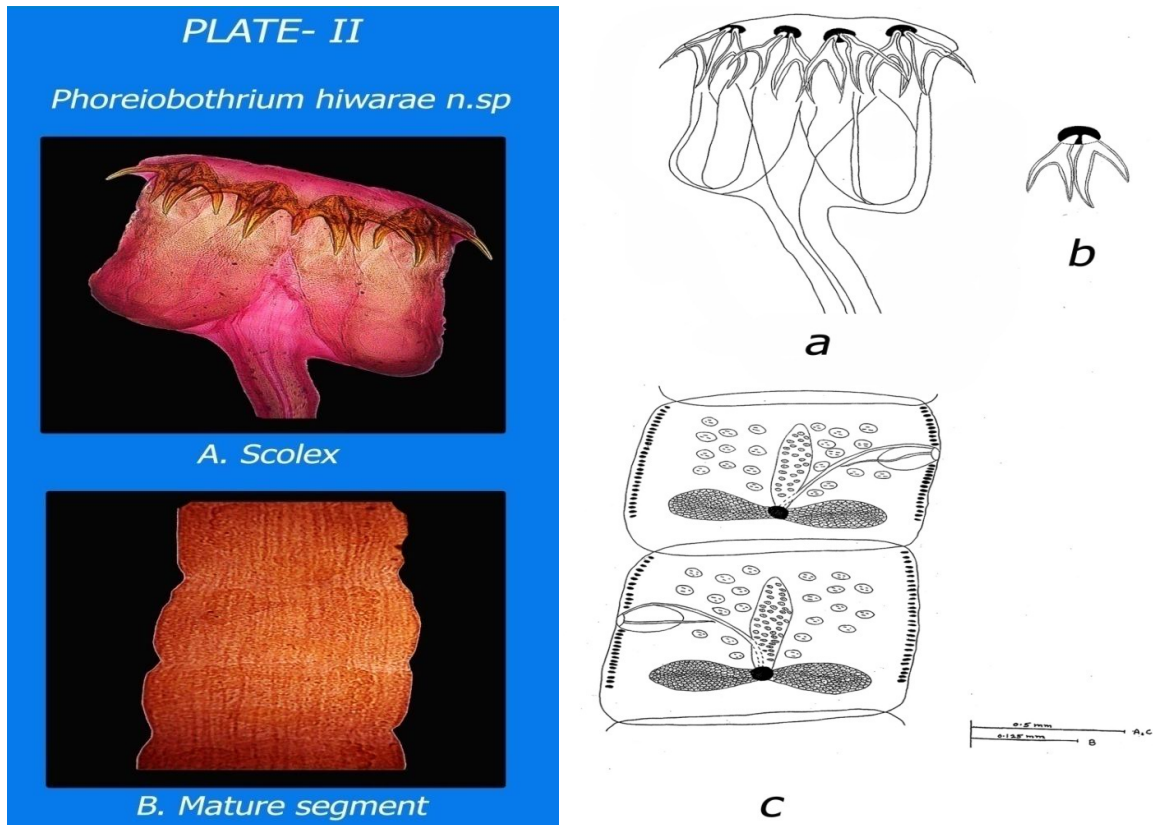 PLATE- II
Phoreiobothrium hiwarae n.sp
A. Scolex
B. Mature segment
a
b
c
0.5 mm A,C
0.125 mm B